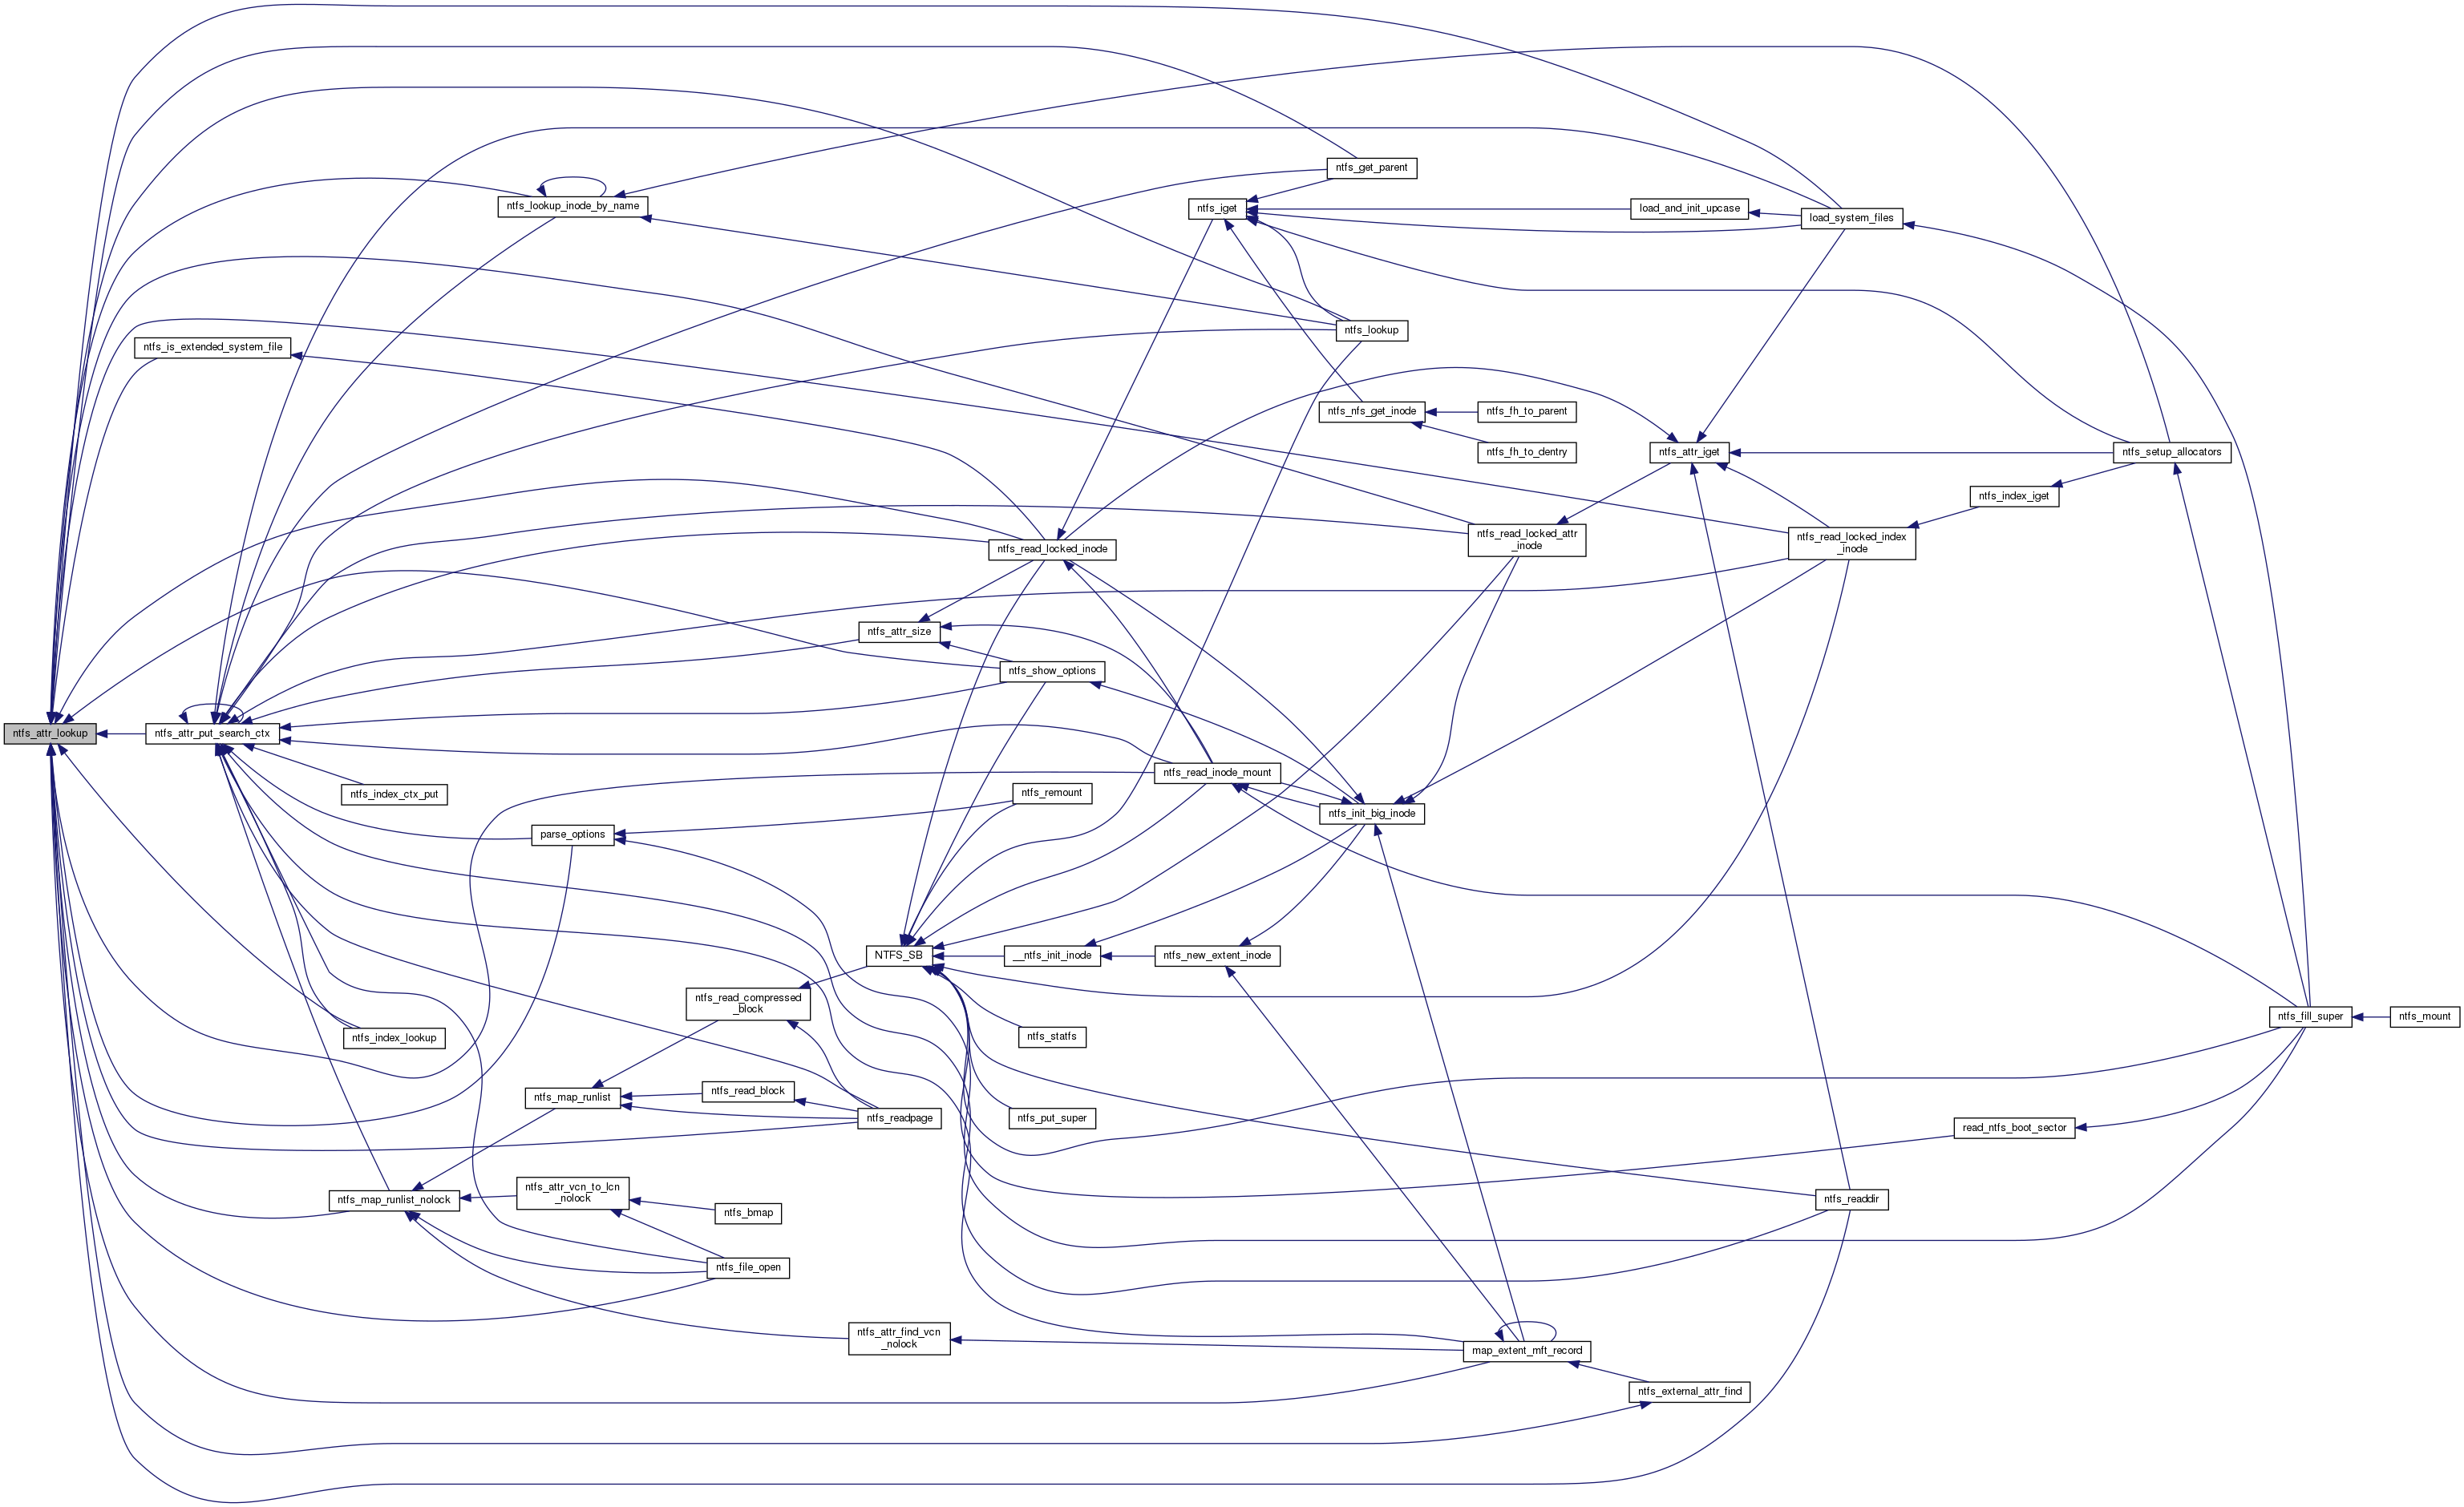 ntfs_get_parent
ntfs_lookup_inode_by_name
ntfs_iget
load_and_init_upcase
load_system_files
ntfs_lookup
ntfs_is_extended_system_file
ntfs_nfs_get_inode
ntfs_fh_to_parent
ntfs_fh_to_dentry
ntfs_attr_iget
ntfs_setup_allocators
ntfs_index_iget
ntfs_read_locked_inode
ntfs_read_locked_attr
_inode
ntfs_read_locked_index
_inode
ntfs_attr_size
ntfs_show_options
ntfs_attr_lookup
ntfs_attr_put_search_ctx
ntfs_index_ctx_put
ntfs_read_inode_mount
ntfs_remount
ntfs_init_big_inode
parse_options
NTFS_SB
__ntfs_init_inode
ntfs_new_extent_inode
ntfs_read_compressed
_block
ntfs_fill_super
ntfs_mount
ntfs_index_lookup
ntfs_statfs
ntfs_map_runlist
ntfs_read_block
ntfs_readpage
ntfs_put_super
read_ntfs_boot_sector
ntfs_map_runlist_nolock
ntfs_attr_vcn_to_lcn
_nolock
ntfs_bmap
ntfs_readdir
ntfs_file_open
ntfs_attr_find_vcn
_nolock
map_extent_mft_record
ntfs_external_attr_find